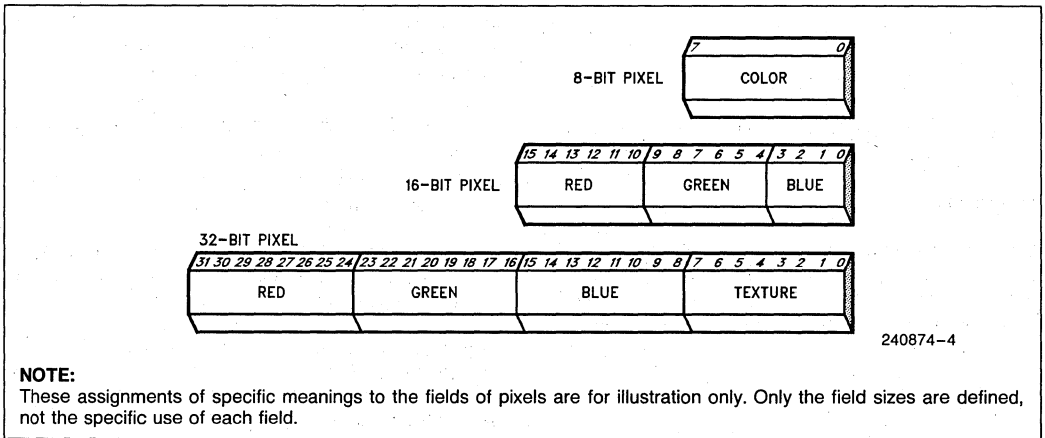 7 0
8-BIT PIXEL COLOR
15 14 13 12 11 10 9 8 7 6 5 4 3 2 1 0
16-BIT PIXEL RED GREEN BLUE
32-BIT PIXEL
31 30 29 28 27 26 25 24 23 22 21 20 19 18 17 16 15 14 13 12 11 10 9 8 7 6 5 4 3 2 1 0
RED GREEN BLUE TEXTURE
240874-4
NOTE:
These assignments of specific meanings to the fields of pixels are for illustration only. Only the field sizes are defined,
not the specific use of each field.